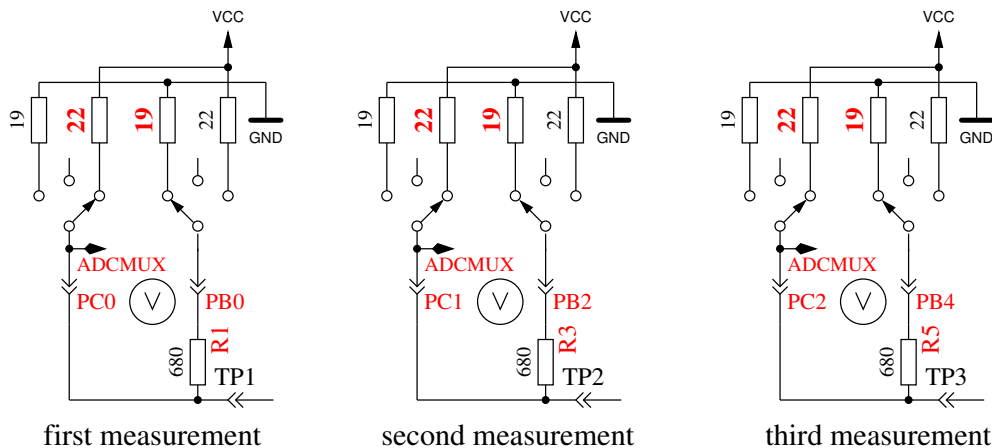 VCC
19
22
19
22
GND
ADCMUX
PC0
V
PB0
680
R1
TP1
first measurement
VCC
19
22
19
22
GND
ADCMUX
PC1
V
PB2
680
R3
TP2
second measurement
VCC
19
22
19
22
GND
ADCMUX
PC2
V
PB4
680
R5
TP3
third measurement